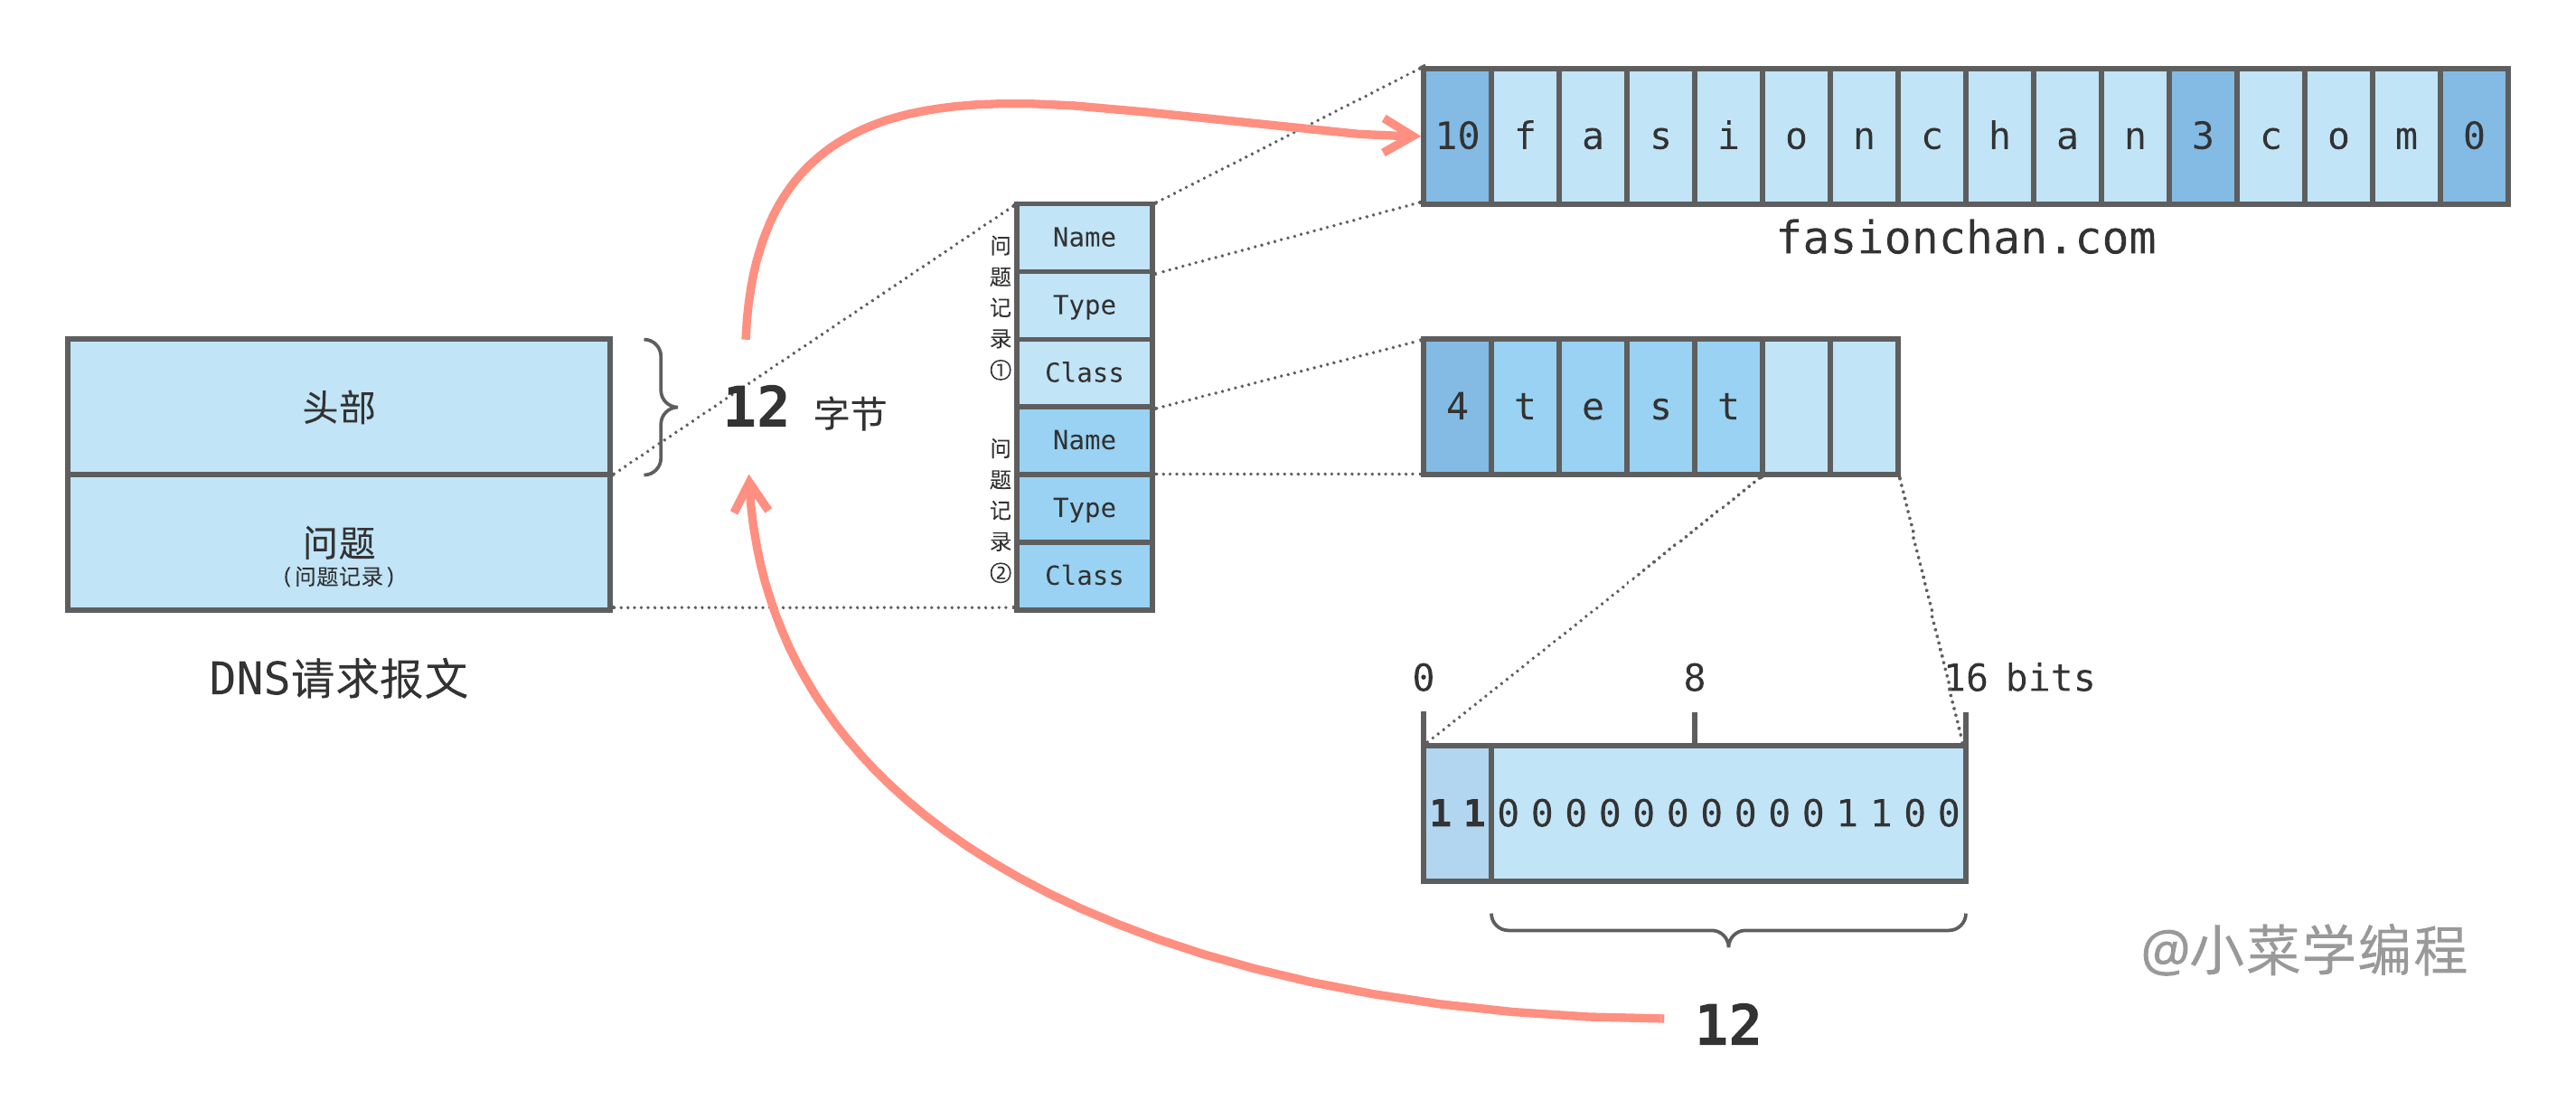 10 f a s i o n c h a n 3 c o m 0
fasionchan.com
问题记录①
Name
Type
Class
问题记录②
Name
Type
Class
头部
12 字节
问题
(问题记录)
DNS请求报文
4 t e s t
0 8 16 bits
1 1 0 0 0 0 0 0 0 0 0 0 1 1 0 0
12
@小菜学编程